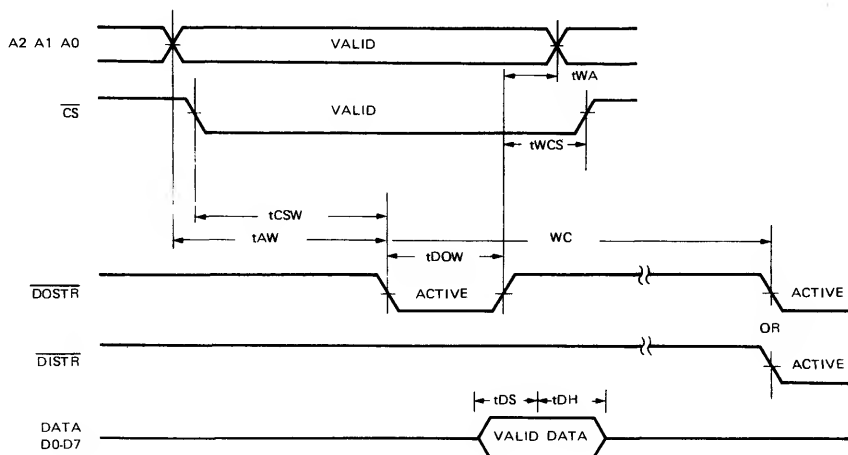 A2 A1 A0
VALID
tWA
CS
VALID
tWCS
tCSW
tAW
WC
tDOW
DOSTR
ACTIVE
ACTIVE
OR
DISTR
ACTIVE
tDS
tDH
DATA
D0-D7
VALID DATA